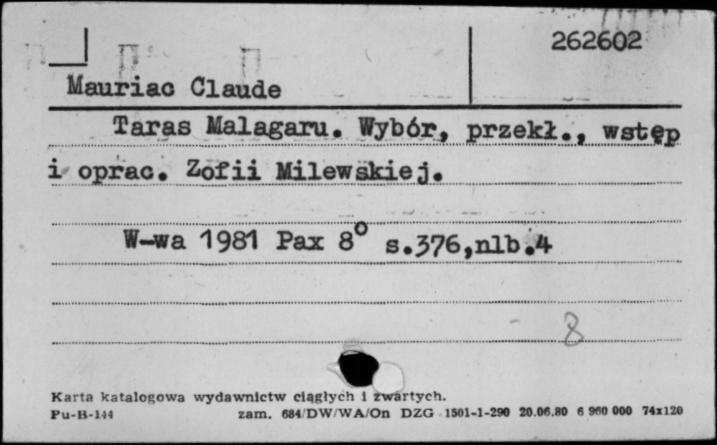 262602
Mauriac Claude
Taras Malagaru. Wybór, przekł., wstęp
i oprac. Zofii Milewskiej.
W-wa 1981 Pax 8° s.376,nlb.4
8
Karta katalogowa wydawnictw ciągłych i zwartych.
Pu-B-144 zam. 684/DW/WA/On DZG 1501-1-290 20.06.80 6 960 000 74x120